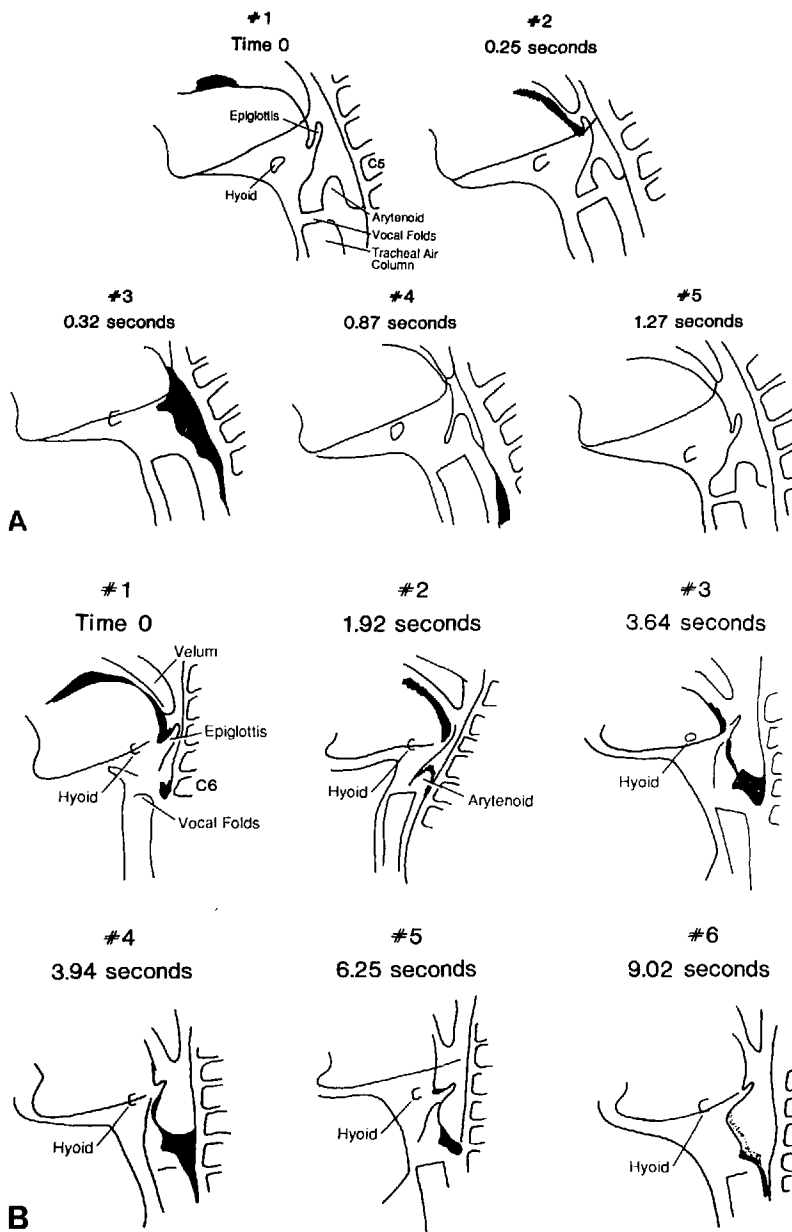 #1
Time 0
#2
0.25 seconds
Epiglottis
C5
Hyoid
Arytenoid
Vocal Folds
Tracheal Air
Column
#3
0.32 seconds
#4
0.87 seconds
#5
1.27 seconds
A
#1
Time 0
#2
1.92 seconds
#3
3.64 seconds
Velum
Epiglottis
Hyoid
C6
Vocal Folds
Hyoid
Arytenoid
Hyoid
#4
3.94 seconds
#5
6.25 seconds
#6
9.02 seconds
Hyoid
Hyoid
Hyoid
B